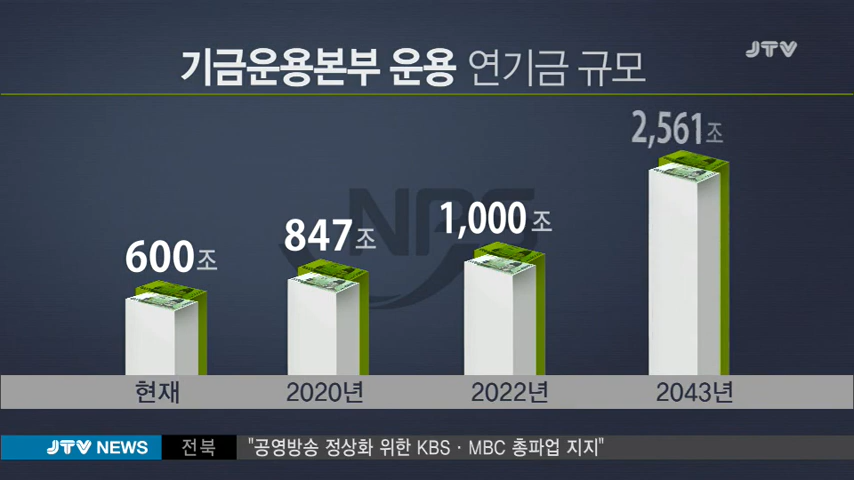 기금운용본부 운용 연기금 규모
JTV
NPS
600조
847조
1,000조
2,561조
현재
2020년
2022년
2043년
JTV NEWS
전북
"공영방송 정상화 위한 KBS · MBC 총파업 지지"